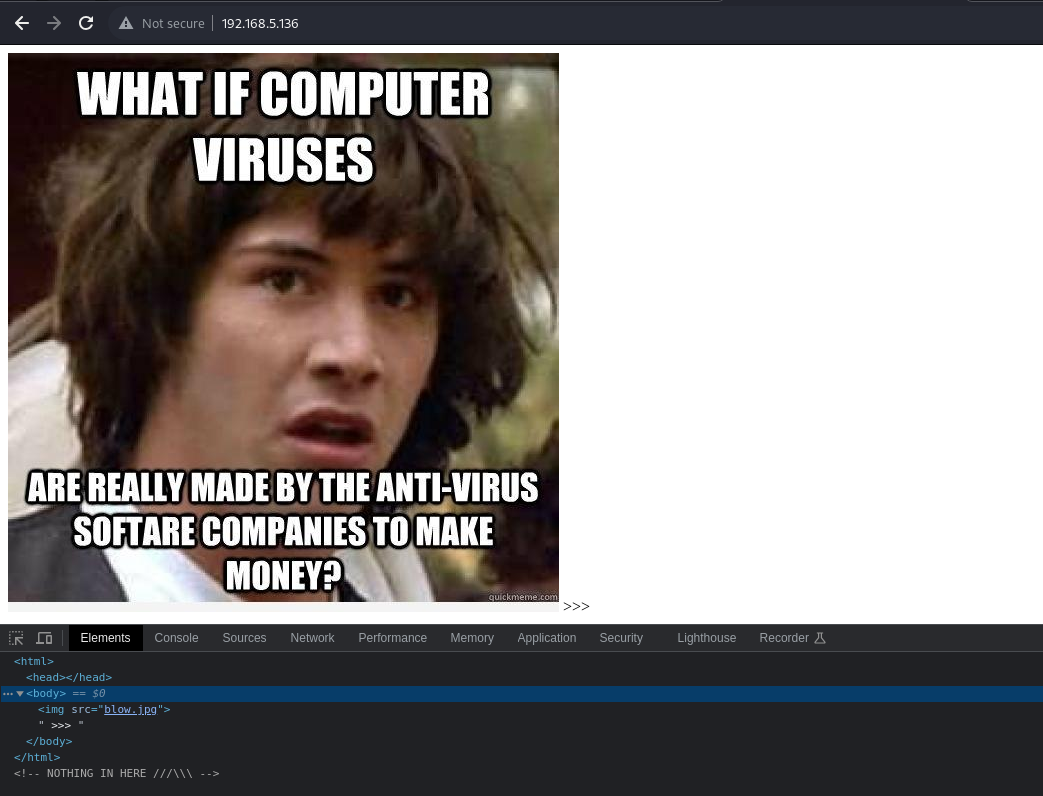 Not secure | 192.168.5.136
WHAT IF COMPUTER
VIRUSES
ARE REALLY MADE BY THE ANTI-VIRUS
SOFTARE COMPANIES TO MAKE
MONEY?
quickmeme.com
>>>
Elements Console Sources Network Performance Memory Application Security Lighthouse Recorder
<html>
<head></head>
<body> == $0
<img src="blow.jpg">
" >>> "
</body>
</html>
<!-- NOTHING IN HERE ///\\\ -->